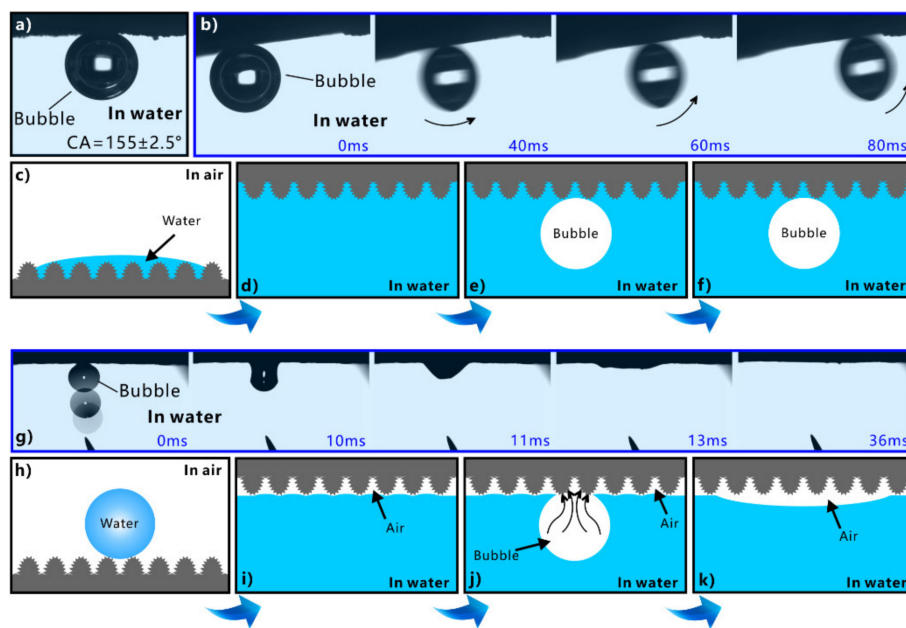 a)
Bubble
In water
CA=155±2.5°
b)
Bubble
In water
0ms
40ms
60ms
80ms
c)
In air
Water
d)
In water
e)
Bubble
In water
f)
Bubble
In water
g)
Bubble
In water
0ms
10ms
11ms
13ms
36ms
h)
In air
Water
i)
Air
In water
j)
Bubble
Air
In water
k)
Air
In water